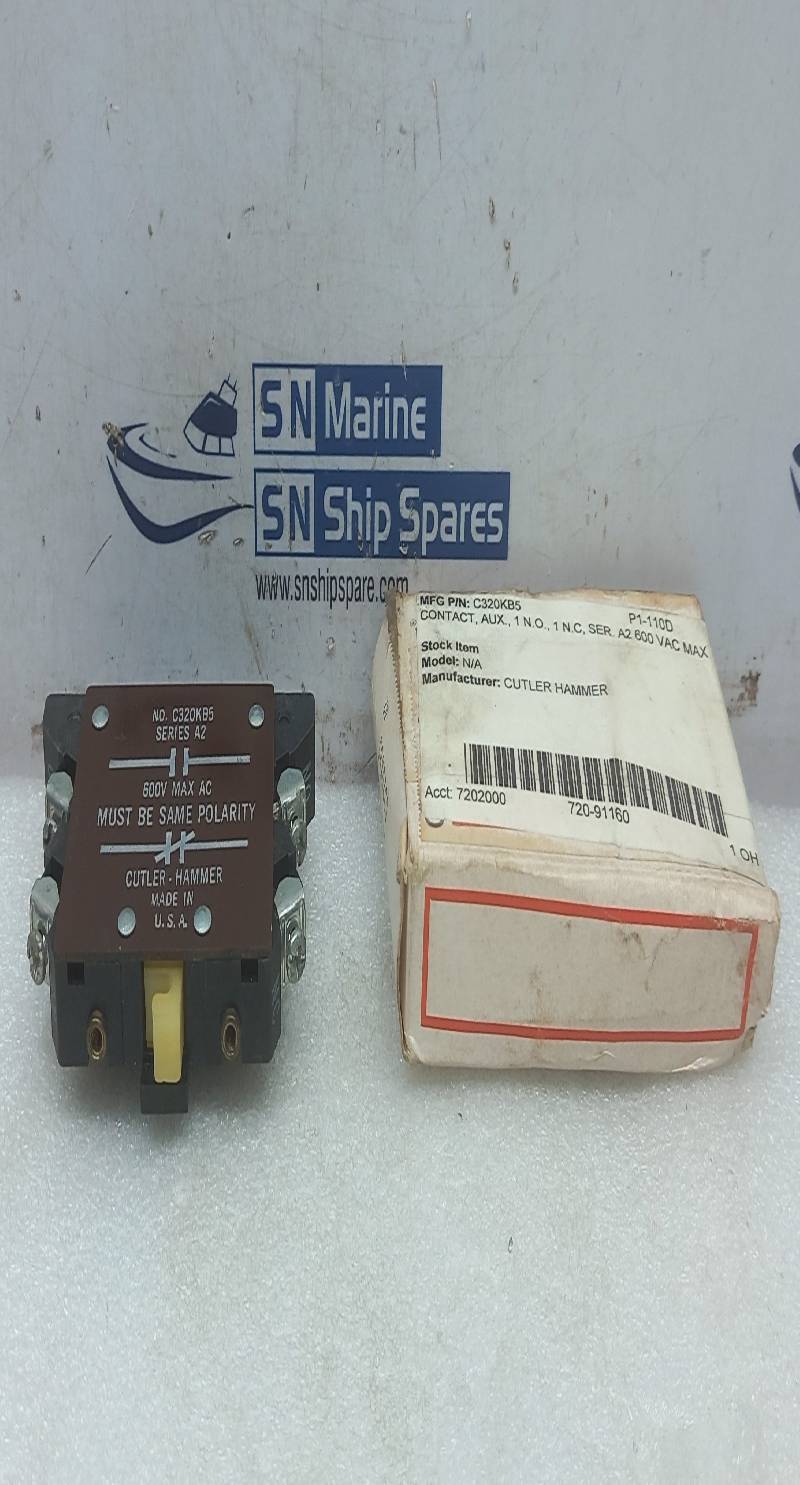 SN Marine
SN Ship Spares
www.snshipspare.com
MFG P/N: C320KB5
P1-110D
CONTACT, AUX., 1 N.O., 1 N.C, SER. A2 600 VAC MAX
Stock Item
Model: N/A
Manufacturer: CUTLER HAMMER
Acct: 7202000
720-91160
1 OH
NO. C320KB5
SERIES A2
600V MAX AC
MUST BE SAME POLARITY
CUTLER-HAMMER
MADE IN
U.S.A.